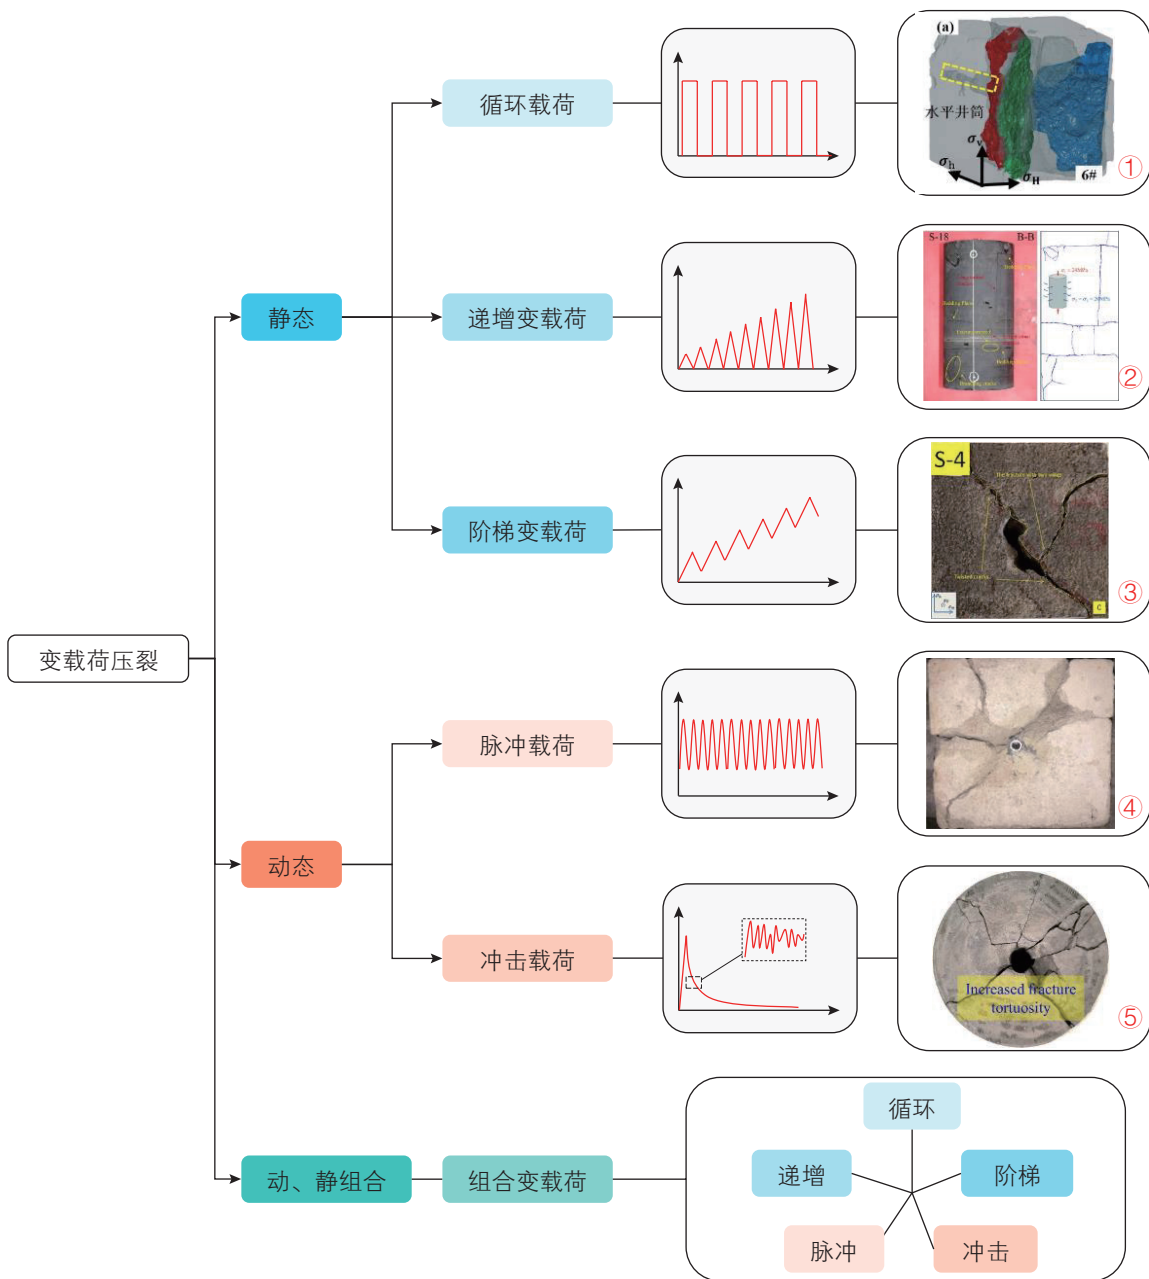 变载荷压裂
静态
循环载荷
(a)
水平井筒
σv
σh
σH
6#
①
递增变载荷
S-18
B-B
②
阶梯变载荷
S-4
C
③
动态
脉冲载荷
④
冲击载荷
Increased fracture
tortuosity
⑤
动、静组合
组合变载荷
循环
递增
阶梯
脉冲
冲击